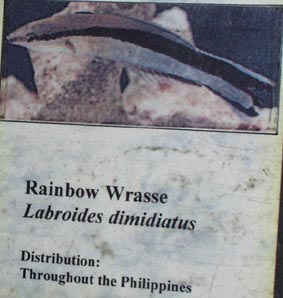 Rainbow Wrasse
Labroides dimidiatus
Distribution:
Throughout the Philippines